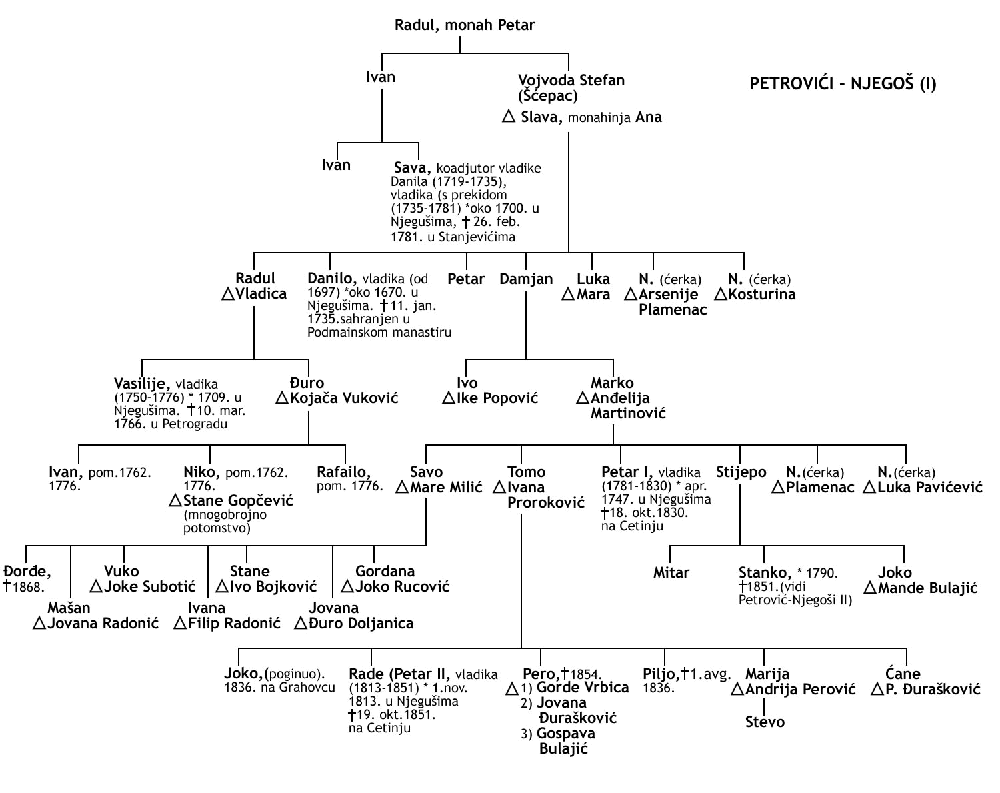 Radul, monah Petar
PETROVIĆI - NJEGOŠ (I)
Ivan
Vojvoda Stefan
(Šćepac)
△ Slava, monahinja Ana
Ivan
Sava, koadjutor vladike
Danila (1719-1735),
vladika (s prekidom
(1735-1781) *oko 1700. u
Njegušima, † 26. feb.
1781. u Stanjevićima
Radul
△Vladica
Danilo, vladika (od
1697) *oko 1670. u
Njegušima. †11. jan.
1735.sahranjen u
Podmainskom manastiru
Petar
Damjan
Luka
△Mara
N. (ćerka)
△Arsenije
Plamenac
N. (ćerka)
△Kosturina
Vasilije, vladika
(1750-1776) * 1709. u
Njegušima. †10. mar.
1766. u Petrogradu
Đuro
△Kojača Vuković
Ivo
△Ike Popović
Marko
△Anđelija
Martinović
Ivan, pom.1762.
1776.
Niko, pom.1762.
1776.
△Stane Gopčević
(mnogobrojno
potomstvo)
Rafailo,
pom. 1776.
Savo
△Mare Milić
Tomo
△Ivana
Proroković
Petar I, vladika
(1781-1830) * apr.
1747. u Njegušima
†18. okt.1830.
na Cetinju
Stijepo
N.(ćerka)
△Plamenac
N.(ćerka)
△Luka Pavićević
Đorđe,
†1868.
Mašan
△Jovana Radonić
Vuko
△Joke Subotić
Ivana
△Filip Radonić
Stane
△Ivo Bojković
Jovana
△Đuro Doljanica
Gordana
△Joko Rucović
Mitar
Stanko, * 1790.
†1851.(vidi
Petrović-Njegoši II)
Joko
△Mande Bulajić
Joko,(poginuo).
1836. na Grahovcu
Rade (Petar II, vladika
(1813-1851) * 1.nov.
1813. u Njegušima
†19. okt.1851.
na Cetinju
Pero,†1854.
△1) Gorde Vrbica
2) Jovana
Đurašković
3) Gospava
Bulajić
Piljo,†1.avg.
1836.
Marija
△Andrija Perović
Stevo
Ćane
△P. Đurašković